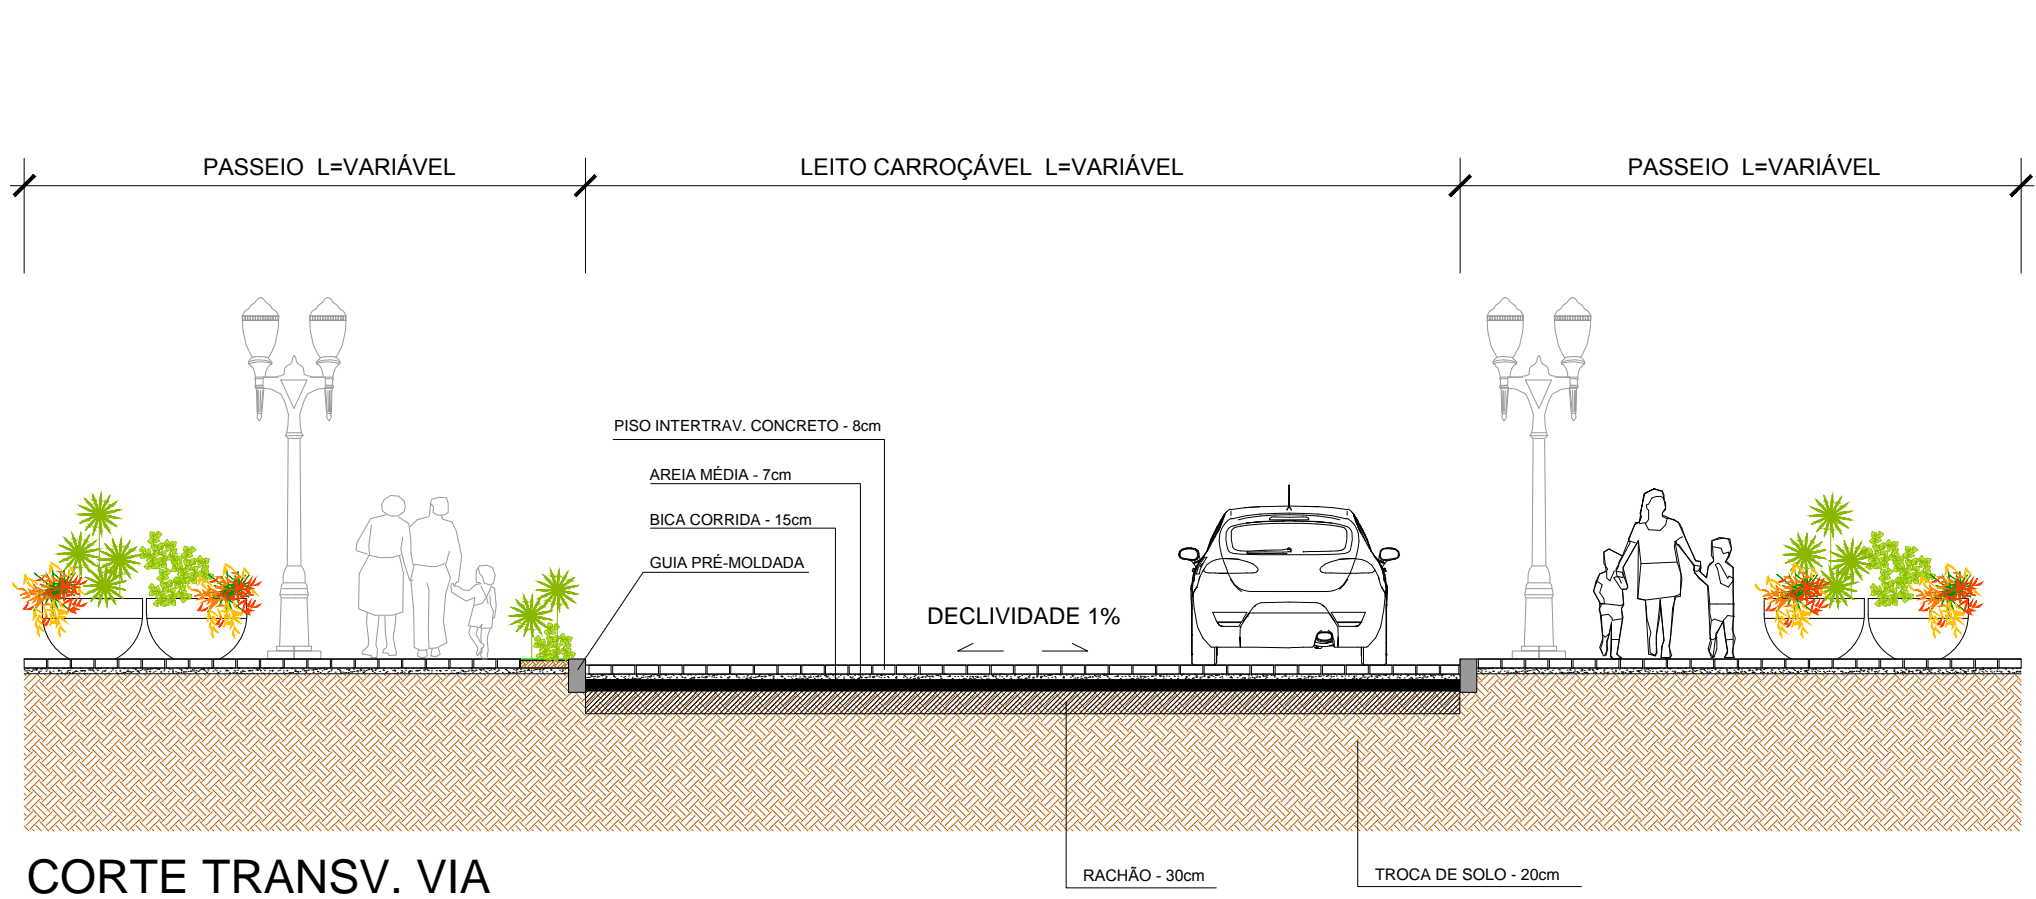 PASSEIO L=VARIÁVEL
LEITO CARROÇÁVEL L=VARIÁVEL
PASSEIO L=VARIÁVEL
PISO INTERTRAV. CONCRETO - 8cm
AREIA MÉDIA - 7cm
BICA CORRIDA - 15cm
GUIA PRÉ-MOLDADA
DECLIVIDADE 1%
RACHÃO - 30cm
TROCA DE SOLO - 20cm
CORTE TRANSV. VIA